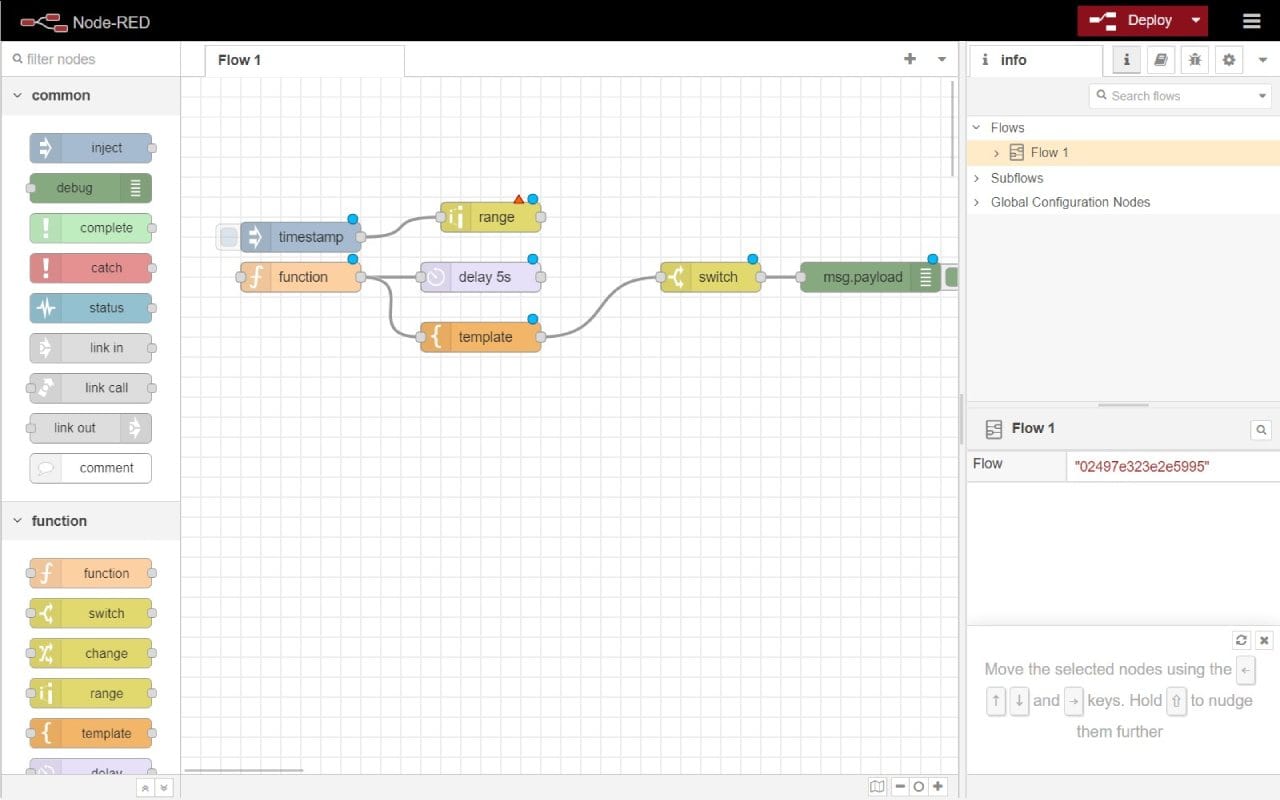 Node-RED
Deploy
filter nodes
Flow 1
info
common
Search flows
Flows
Flow 1
Subflows
Global Configuration Nodes
inject
debug
complete
catch
status
link in
link call
link out
comment
function
function
switch
change
range
template
delay
timestamp
range
function
delay 5s
template
switch
msg.payload
Flow 1
Flow
"02497e323e2e5995"
Move the selected nodes using the ←
↑ ↓ and → keys. Hold ⇧ to nudge
them further